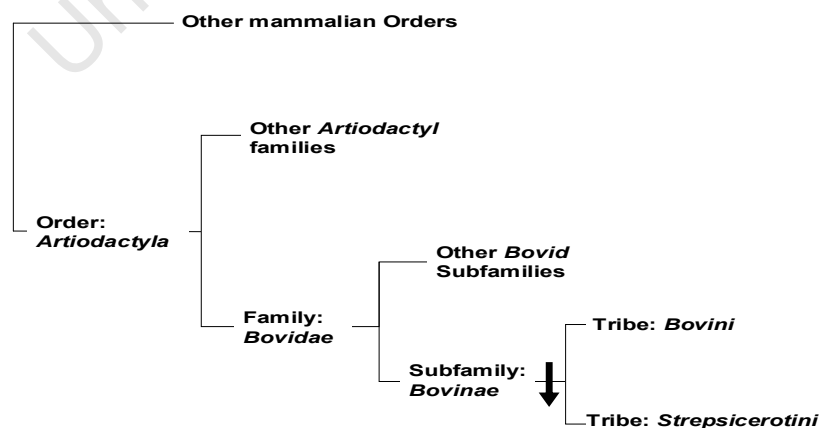 Other mammalian Orders
Other Artiodactyl
families
Order:
Artiodactyla
Other Bovid
Subfamilies
Family:
Bovidae
Tribe: Bovini
Subfamily:
Bovinae
Tribe: Strepsicerotini